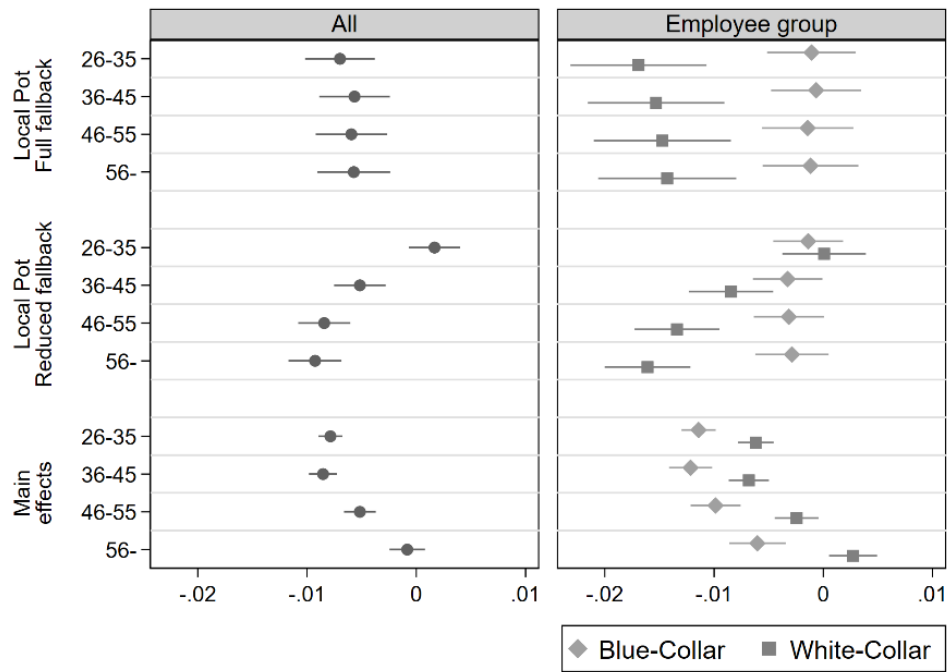 All
Employee group
Local Pot
Full fallback
26-35
36-45
46-55
56-
Local Pot
Reduced fallback
26-35
36-45
46-55
56-
Main
effects
26-35
36-45
46-55
56-
-.02 -.01 0 .01
-.02 -.01 0 .01
Blue-Collar White-Collar